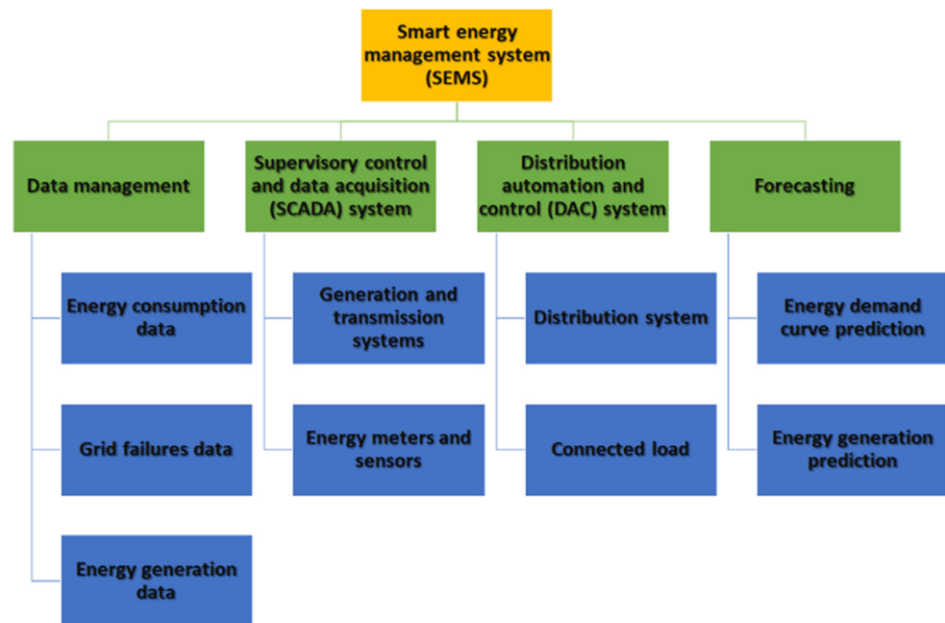 Smart energy
management system
(SEMS)
Data management
Supervisory control
and data acquisition
(SCADA) system
Distribution
automation and
control (DAC) system
Forecasting
Energy consumption
data
Generation and
transmission
systems
Distribution system
Energy demand
curve prediction
Grid failures data
Energy meters and
sensors
Connected load
Energy generation
prediction
Energy generation
data